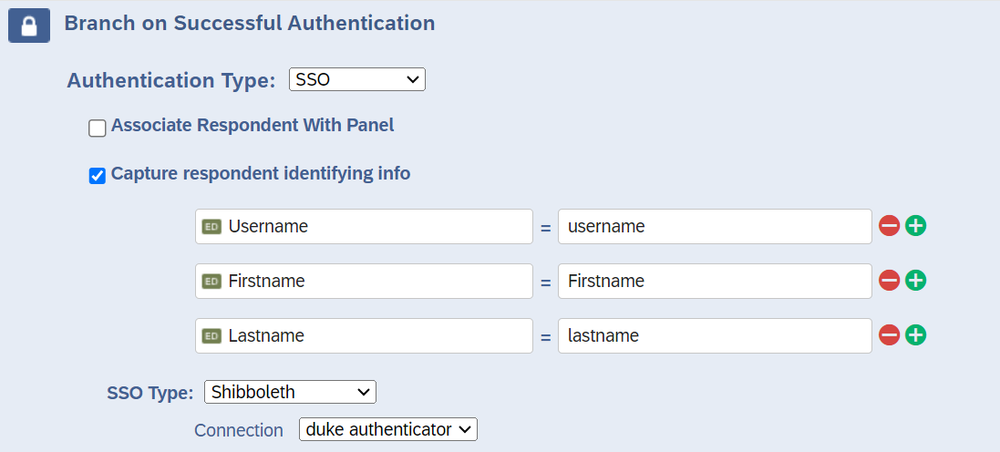 Branch on Successful Authentication
Authentication Type: SSO
Associate Respondent With Panel
Capture respondent identifying info
ED Username = username
ED Firstname = Firstname
ED Lastname = lastname
SSO Type: Shibboleth
Connection duke authenticator